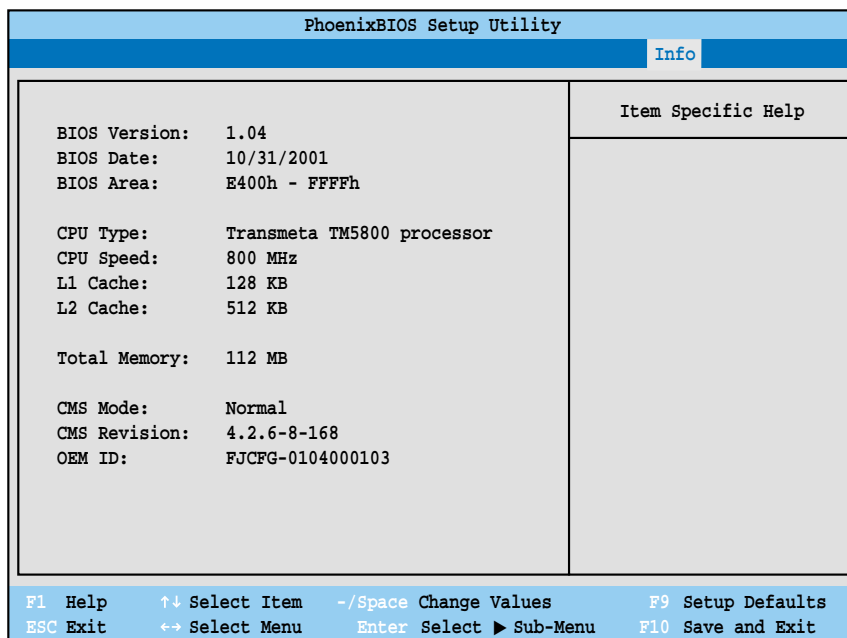 PhoenixBIOS Setup Utility
Info
Item Specific Help
BIOS Version: 1.04
BIOS Date: 10/31/2001
BIOS Area: E400h - FFFFh
CPU Type: Transmeta TM5800 processor
CPU Speed: 800 MHz
L1 Cache: 128 KB
L2 Cache: 512 KB
Total Memory: 112 MB
CMS Mode: Normal
CMS Revision: 4.2.6-8-168
OEM ID: FJCFG-0104000103
F1 Help ↑↓ Select Item -/Space Change Values F9 Setup Defaults
ESC Exit ←→ Select Menu Enter Select ▶ Sub-Menu F10 Save and Exit